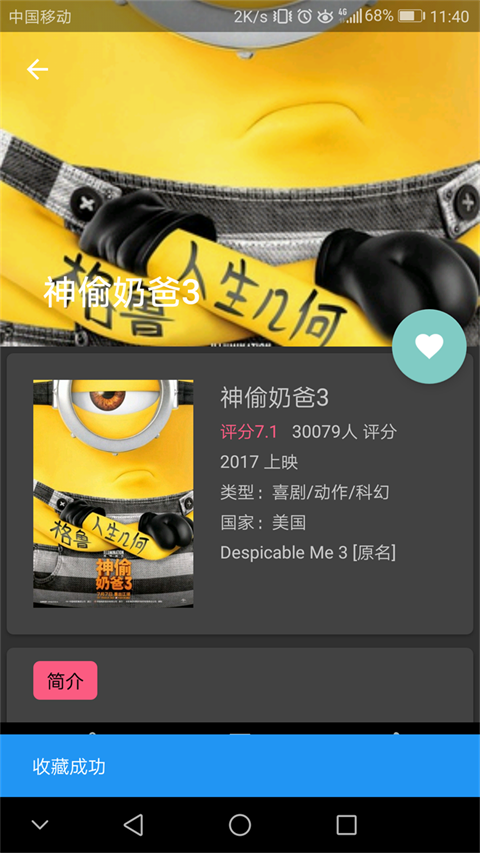 中国移动 2K/s 4G 68% 11:40
格鲁 人生几何
神偷奶爸3
ILLUMINATION
神偷奶爸3
评分7.1 30079人 评分
2017 上映
类型：喜剧/动作/科幻
国家：美国
Despicable Me 3 [原名]
格鲁 人生几何
ILLUMINATION
神偷
奶爸3
简介
收藏成功